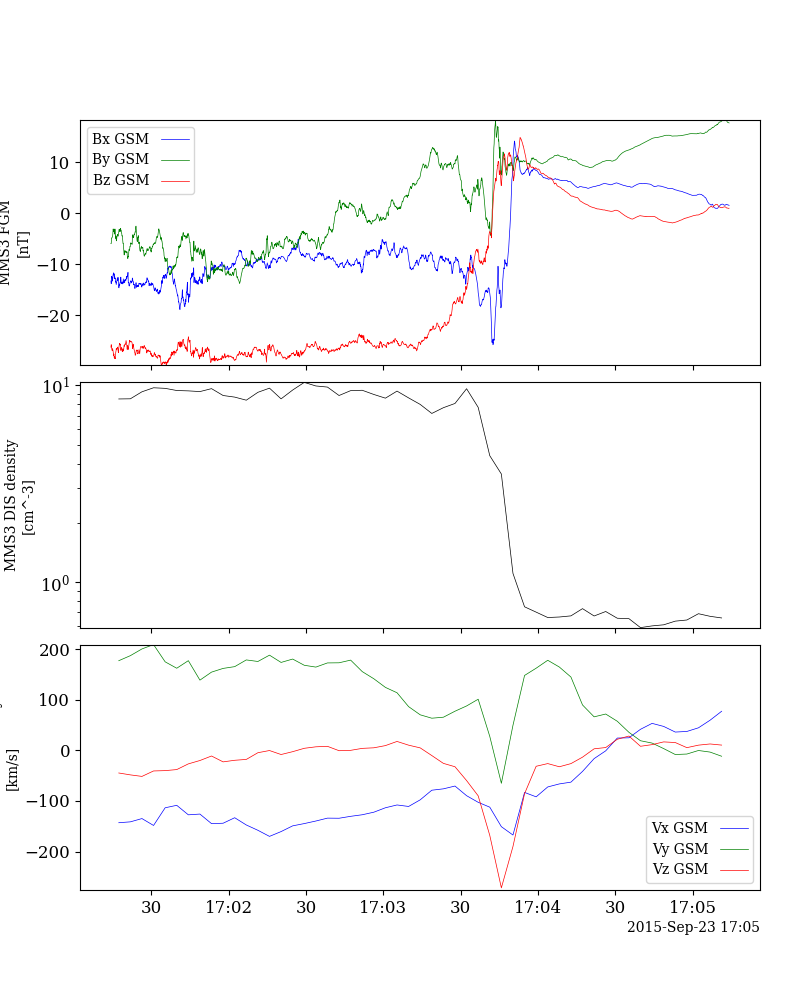 10
0
−10
−20
MMS3 FGM
[nT]
Bx GSM
By GSM
Bz GSM
10^1
10^0
MMS3 DIS density
[cm^-3]
200
100
0
−100
−200
[km/s]
Vx GSM
Vy GSM
Vz GSM
30 17:02 30 17:03 30 17:04 30 17:05
2015-Sep-23 17:05